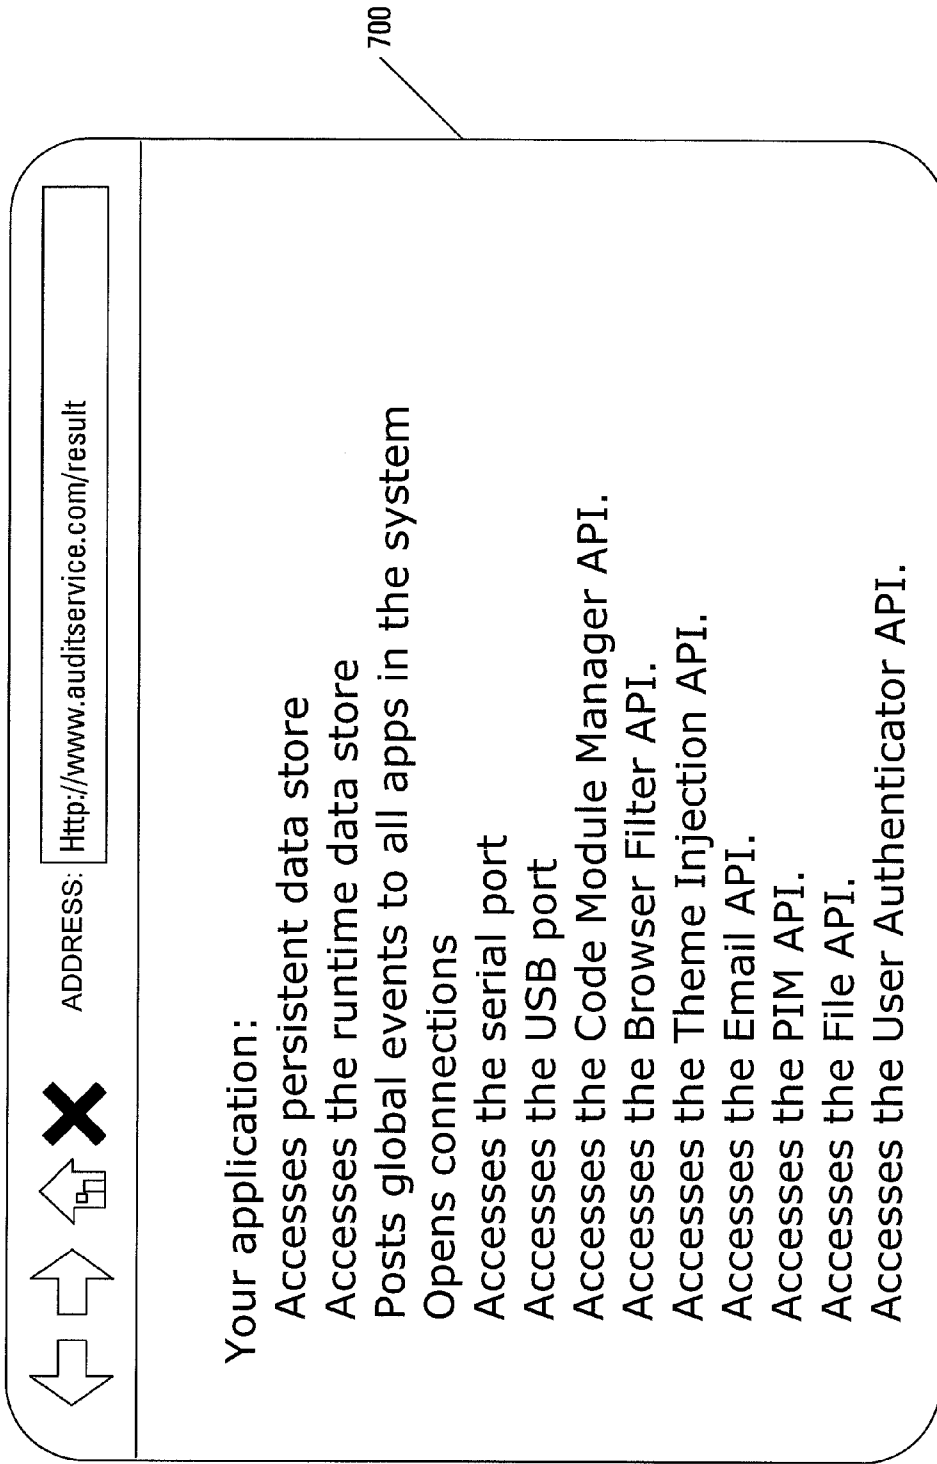 700
ADDRESS: Http://www.auditservice.com/result
Your application:
Accesses persistent data store
Accesses the runtime data store
Posts global events to all apps in the system
Opens connections
Accesses the serial port
Accesses the USB port
Accesses the Code Module Manager API.
Accesses the Browser Filter API.
Accesses the Theme Injection API.
Accesses the Email API.
Accesses the PIM API.
Accesses the File API.
Accesses the User Authenticator API.